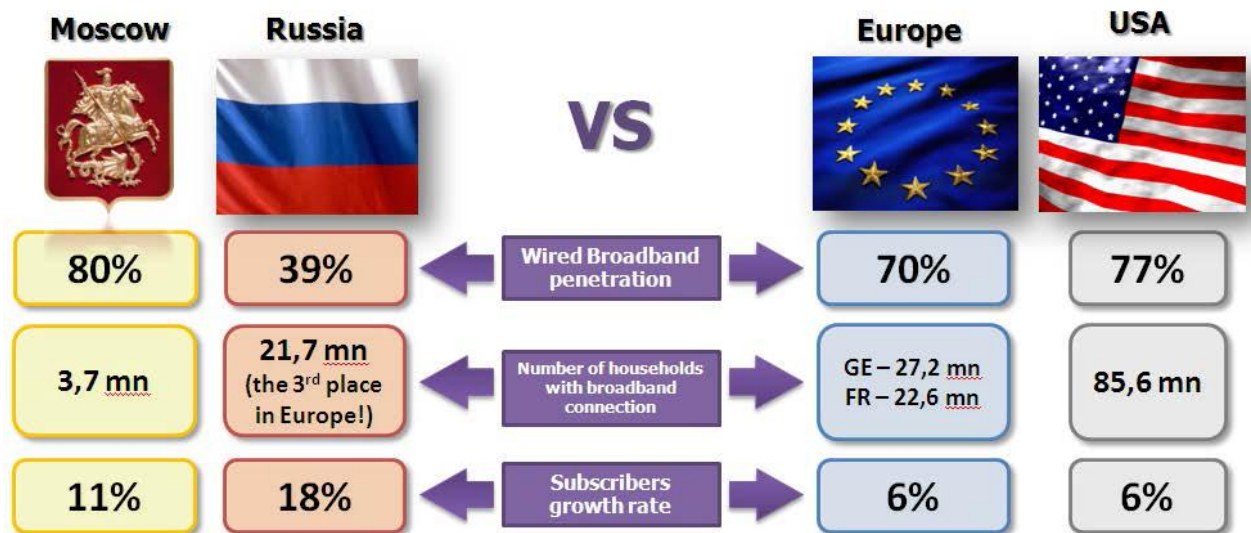 Moscow
Russia
VS
Europe
USA
80%
39%
Wired Broadband
penetration
70%
77%
3,7 mn
21,7 mn
(the 3rd place
in Europe!)
Number of households
with broadband
connection
GE – 27,2 mn
FR – 22,6 mn
85,6 mn
11%
18%
Subscribers
growth rate
6%
6%